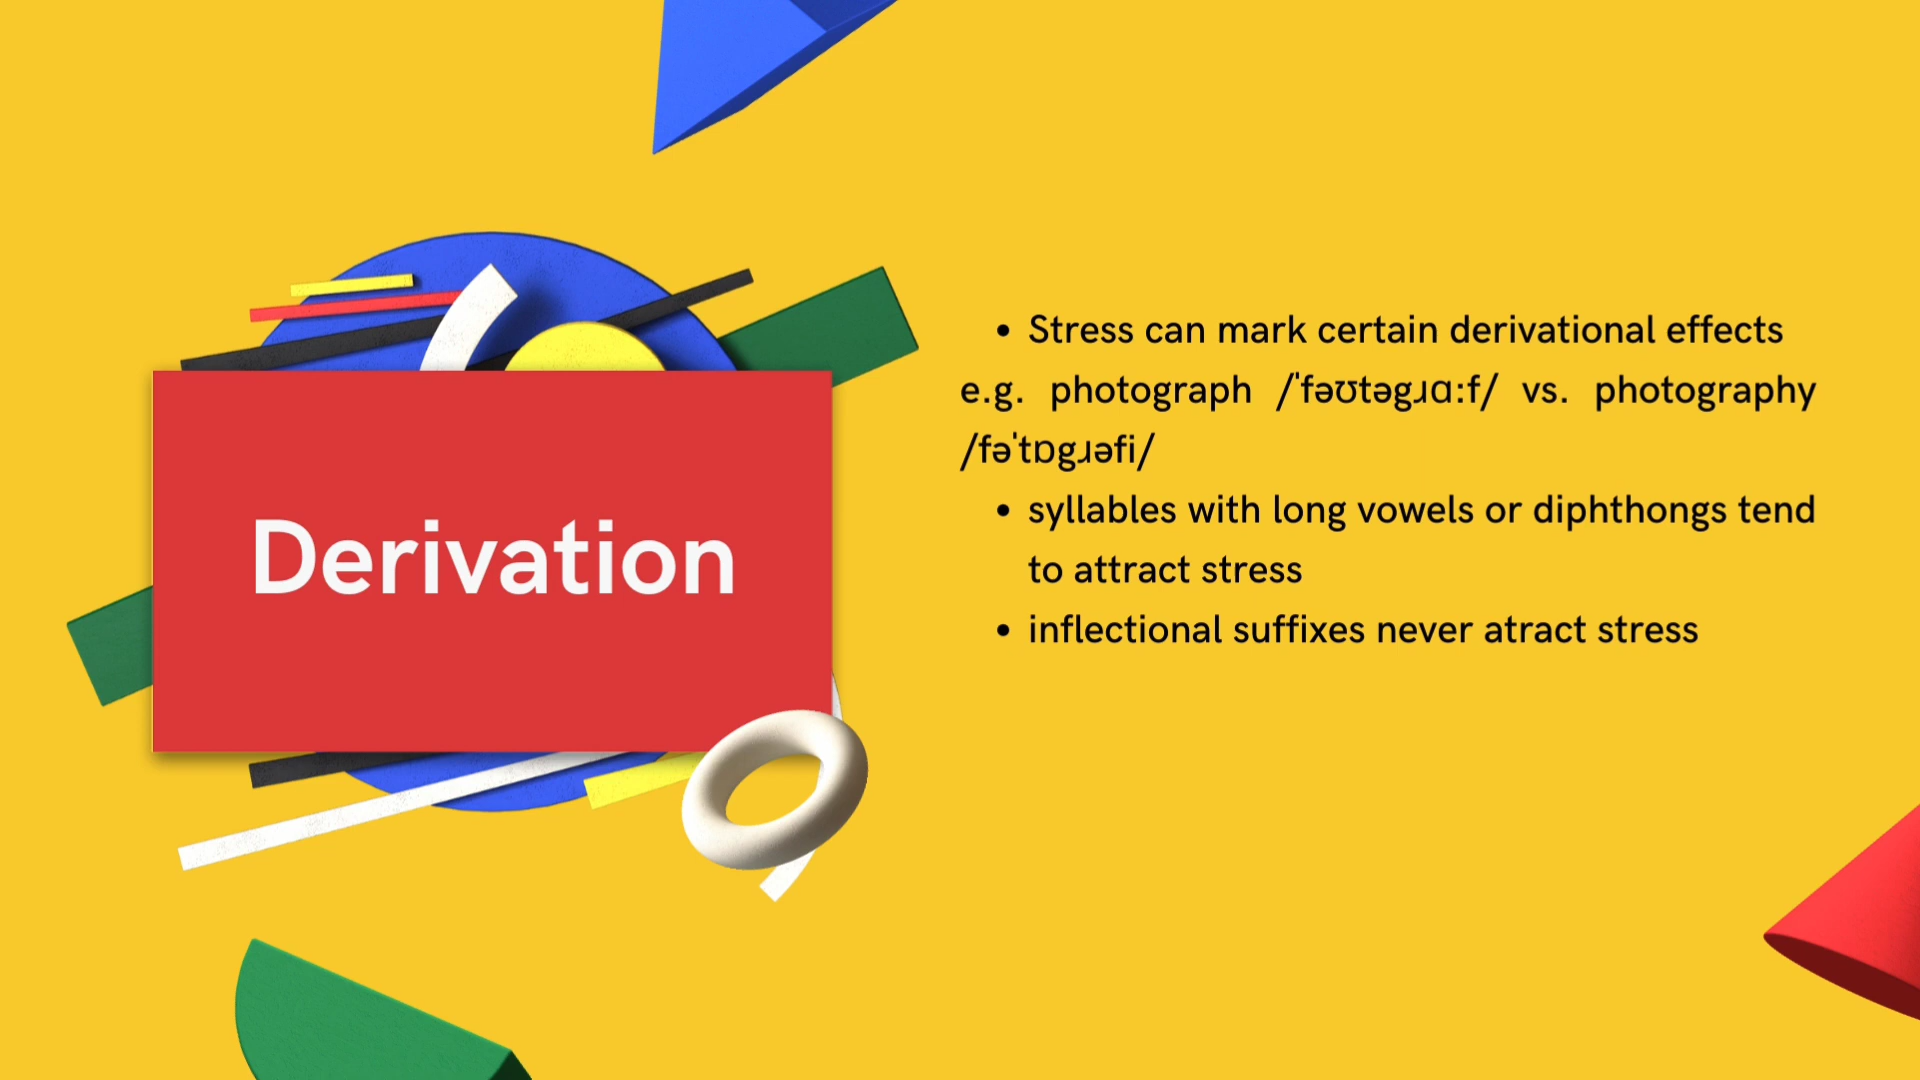 Derivation
• Stress can mark certain derivational effects
e.g. photograph /ˈfəʊtəgɹɑːf/ vs. photography
/fəˈtɒgɹəfi/
• syllables with long vowels or diphthongs tend
to attract stress
• inflectional suffixes never atract stress